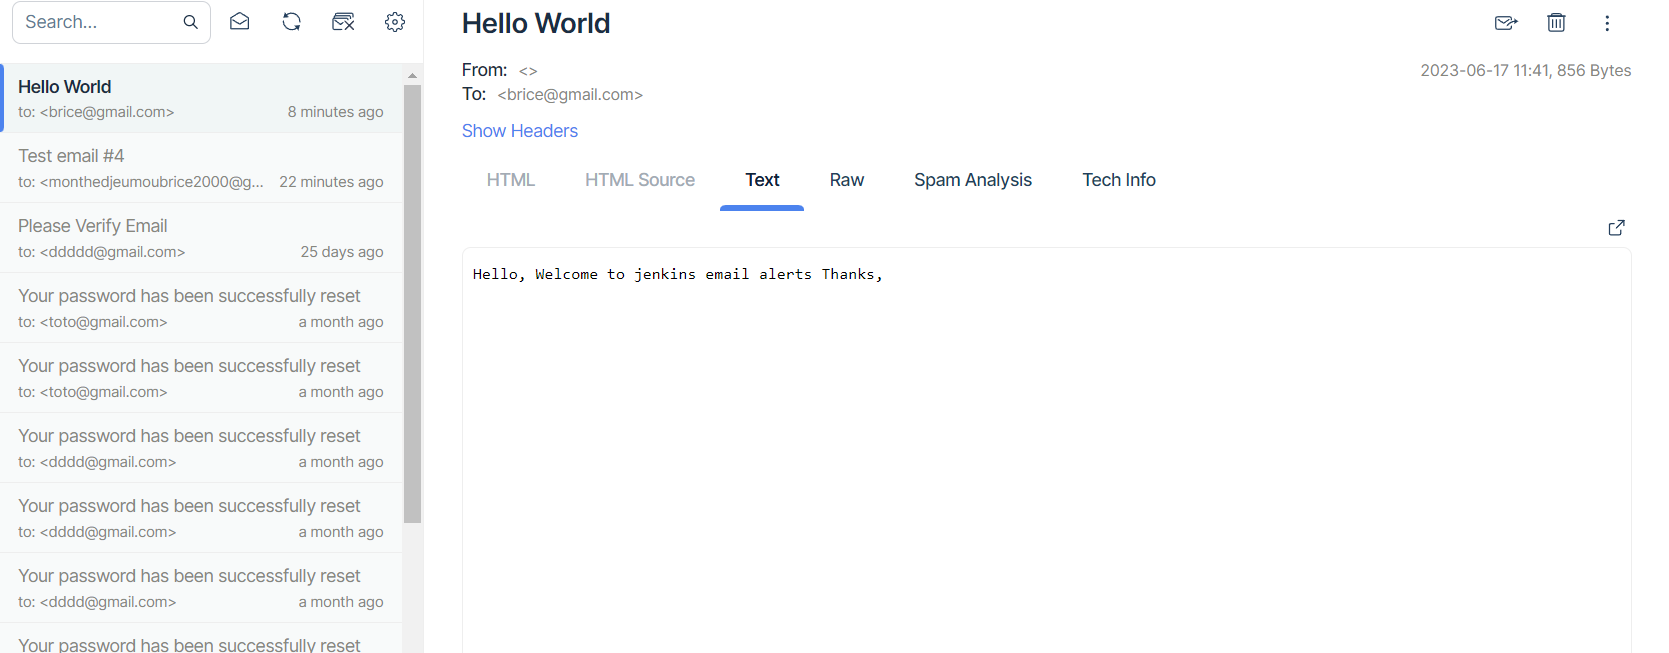 Search...
Hello World
to: <brice@gmail.com> 8 minutes ago
Test email #4
to: <monthedjeumoubrice2000@g... 22 minutes ago
Please Verify Email
to: <ddddd@gmail.com> 25 days ago
Your password has been successfully reset
to: <toto@gmail.com> a month ago
Your password has been successfully reset
to: <toto@gmail.com> a month ago
Your password has been successfully reset
to: <dddd@gmail.com> a month ago
Your password has been successfully reset
to: <dddd@gmail.com> a month ago
Your password has been successfully reset
to: <dddd@gmail.com> a month ago
Your password has been successfully reset
Hello World
From: <> 2023-06-17 11:41, 856 Bytes
To: <brice@gmail.com>
Show Headers
HTML HTML Source Text Raw Spam Analysis Tech Info
Hello, Welcome to jenkins email alerts Thanks,